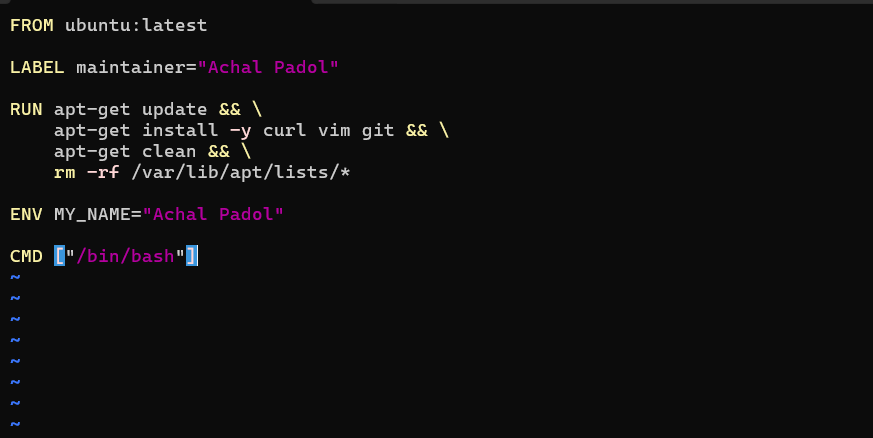 FROM ubuntu:latest
LABEL maintainer="Achal Padol"
RUN apt-get update && \
    apt-get install -y curl vim git && \
    apt-get clean && \
    rm -rf /var/lib/apt/lists/*
ENV MY_NAME="Achal Padol"
CMD ["/bin/bash"]
~
~
~
~
~
~
~
~